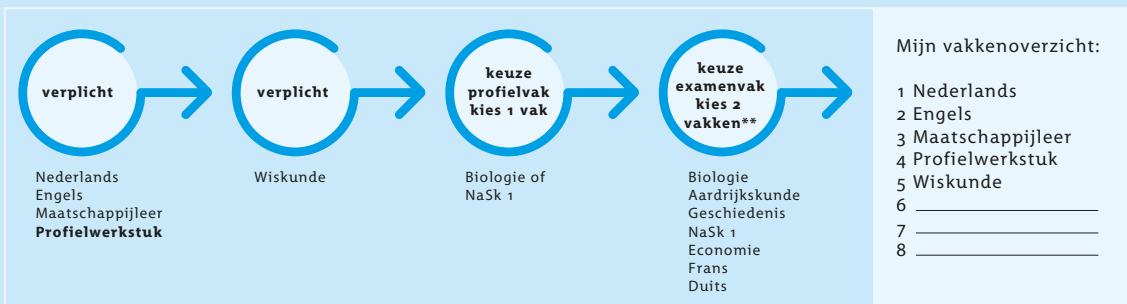 verplicht
Nederlands
Engels
Maatschappijleer
Profielwerkstuk
verplicht
Wiskunde
keuze
profielvak
kies 1 vak
Biologie of
NaSk 1
keuze
examenvak
kies 2
vakken**
Biologie
Aardrijkskunde
Geschiedenis
NaSk 1
Economie
Frans
Duits
Mijn vakkenoverzicht:
1 Nederlands
2 Engels
3 Maatschappijleer
4 Profielwerkstuk
5 Wiskunde
6
7
8